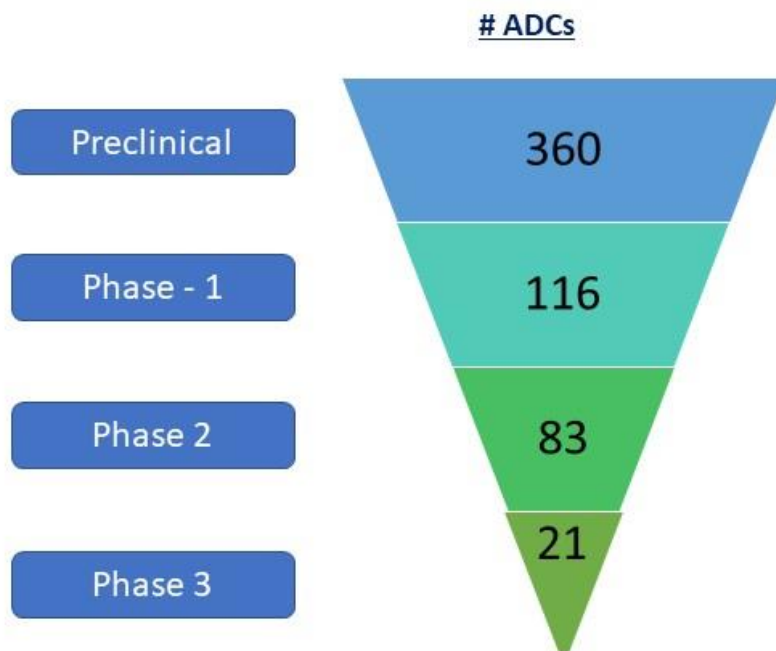 # ADCs
Preclinical
360
Phase - 1
116
Phase 2
83
Phase 3
21